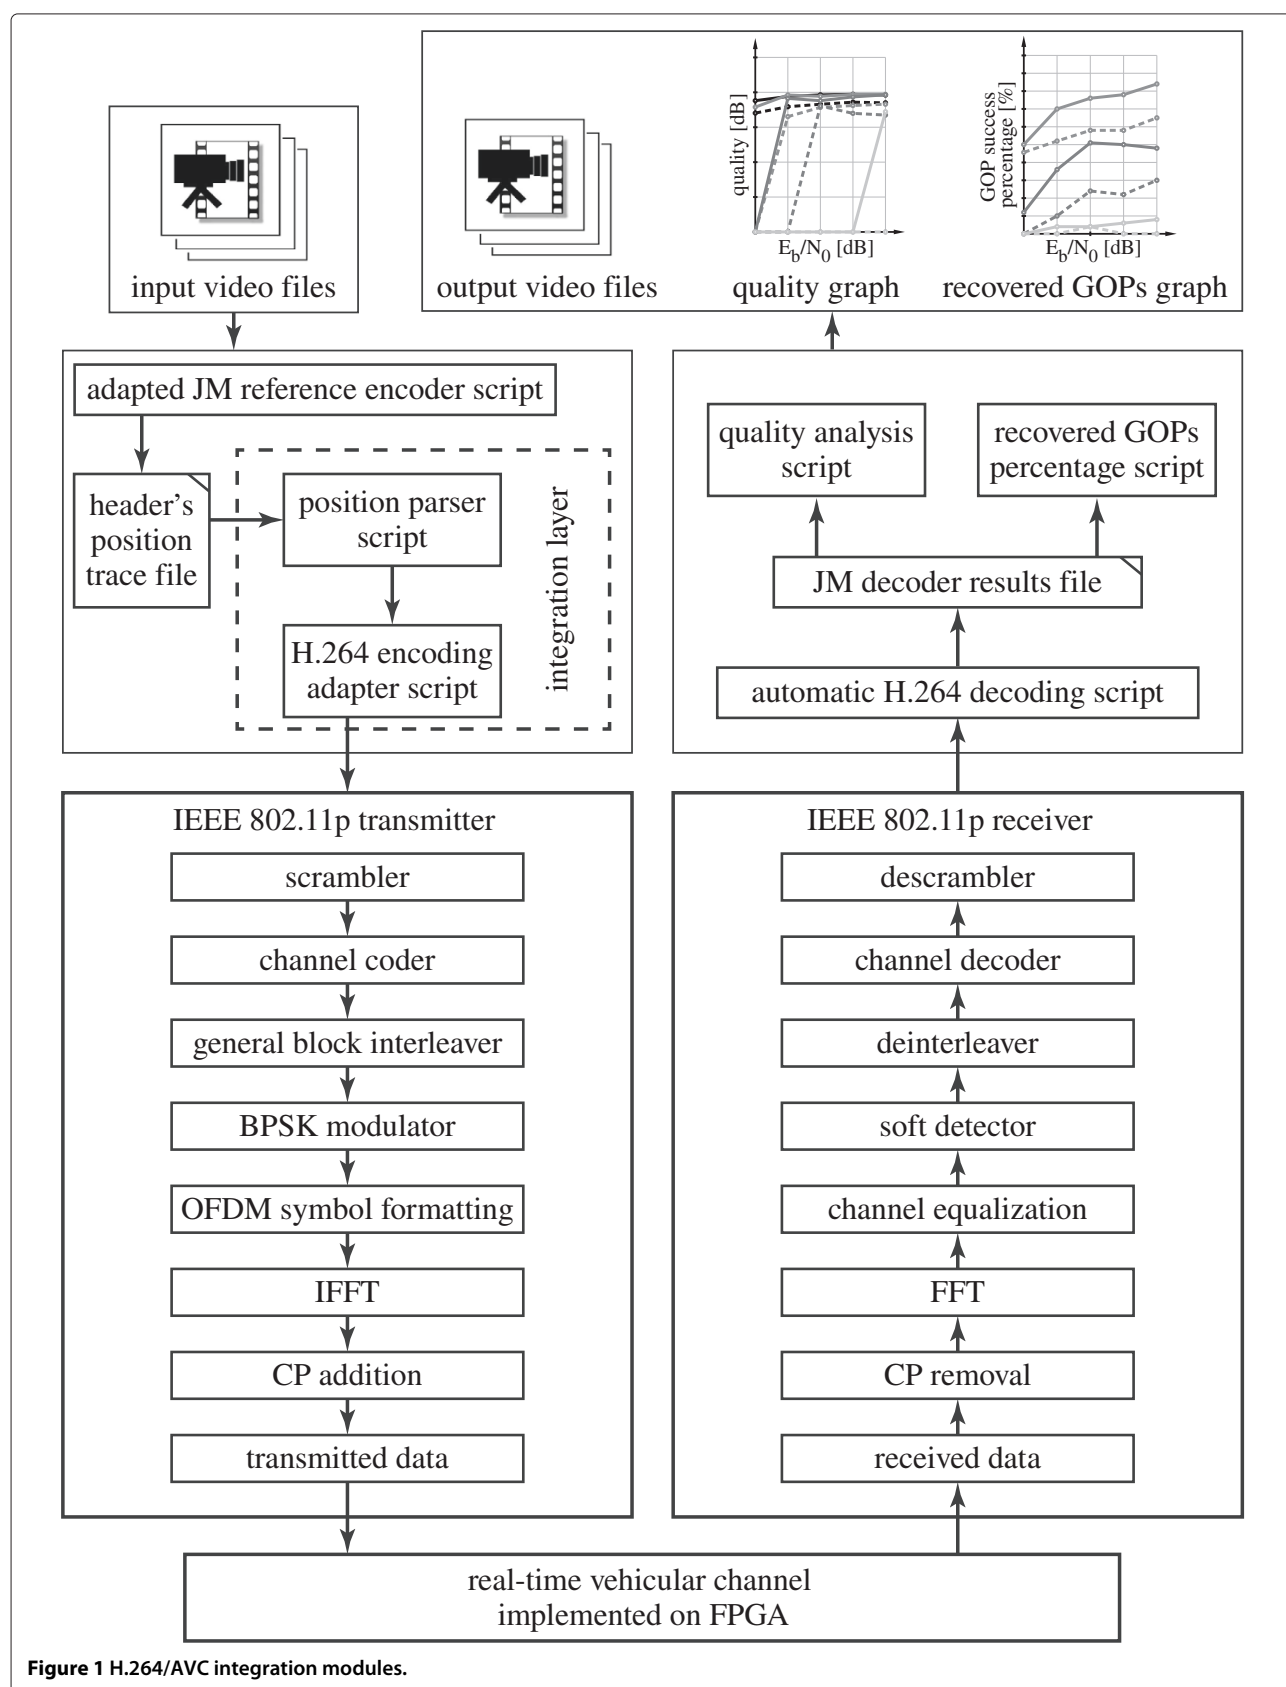 quality [dB]
E_b/N_0 [dB]
GOP success
percentage [%]
E_b/N_0 [dB]
input video files
output video files
quality graph
recovered GOPs graph
adapted JM reference encoder script
header's
position
trace file
position parser
script
H.264 encoding
adapter script
integration layer
quality analysis
script
recovered GOPs
percentage script
JM decoder results file
automatic H.264 decoding script
IEEE 802.11p transmitter
scrambler
channel coder
general block interleaver
BPSK modulator
OFDM symbol formatting
IFFT
CP addition
transmitted data
IEEE 802.11p receiver
descrambler
channel decoder
deinterleaver
soft detector
channel equalization
FFT
CP removal
received data
real-time vehicular channel
implemented on FPGA
Figure 1 H.264/AVC integration modules.